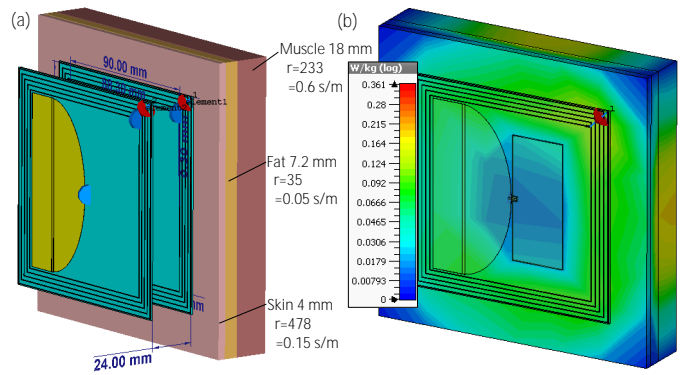 (a)
90.00 mm
Muscle 18 mm
r=233
=0.6 s/m
Fat 7.2 mm
r=35
=0.05 s/m
Skin 4 mm
r=478
=0.15 s/m
mm
24.00 mm
(b)
W/kg (log)
0.361
0.28
0.215
0.164
0.124
0.092
0.0666
0.0465
0.0306
0.0179
0.00793
0
1